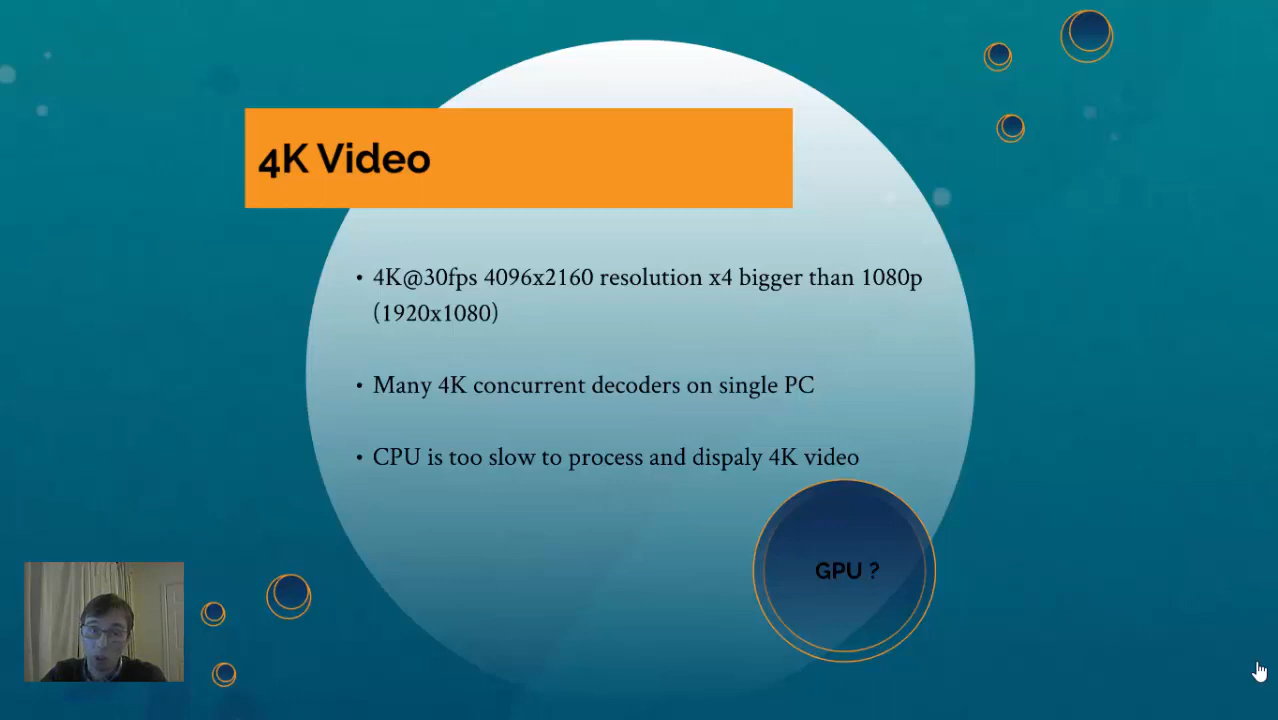 4K Video
• 4K@30fps 4096x2160 resolution x4 bigger than 1080p
(1920x1080)
• Many 4K concurrent decoders on single PC
• CPU is too slow to process and dispaly 4K video
GPU ?